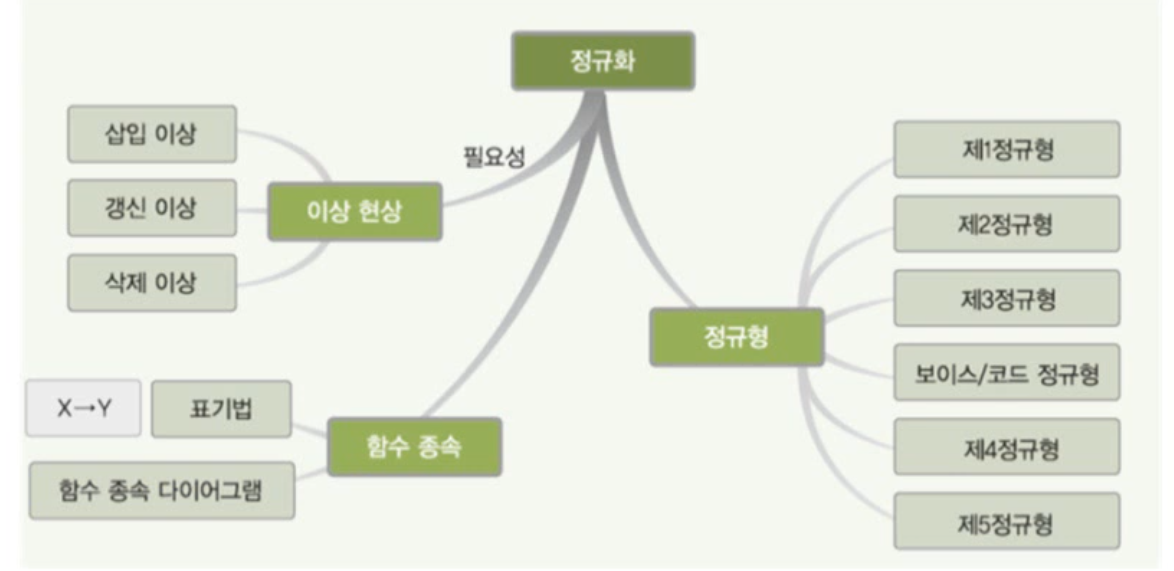 정규화
필요성
이상 현상
삽입 이상
갱신 이상
삭제 이상
함수 종속
표기법
X→Y
함수 종속 다이어그램
정규형
제1정규형
제2정규형
제3정규형
보이스/코드 정규형
제4정규형
제5정규형